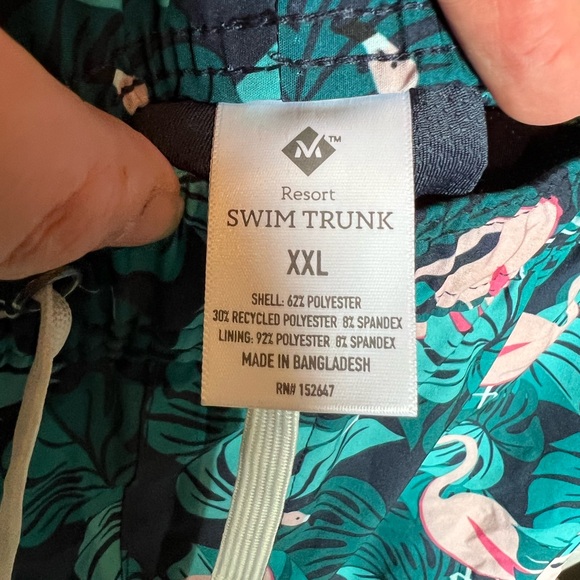 M™
Resort
SWIM TRUNK
XXL
SHELL: 62% POLYESTER
30% RECYCLED POLYESTER 8% SPANDEX
LINING: 92% POLYESTER 8% SPANDEX
MADE IN BANGLADESH
RN# 152647